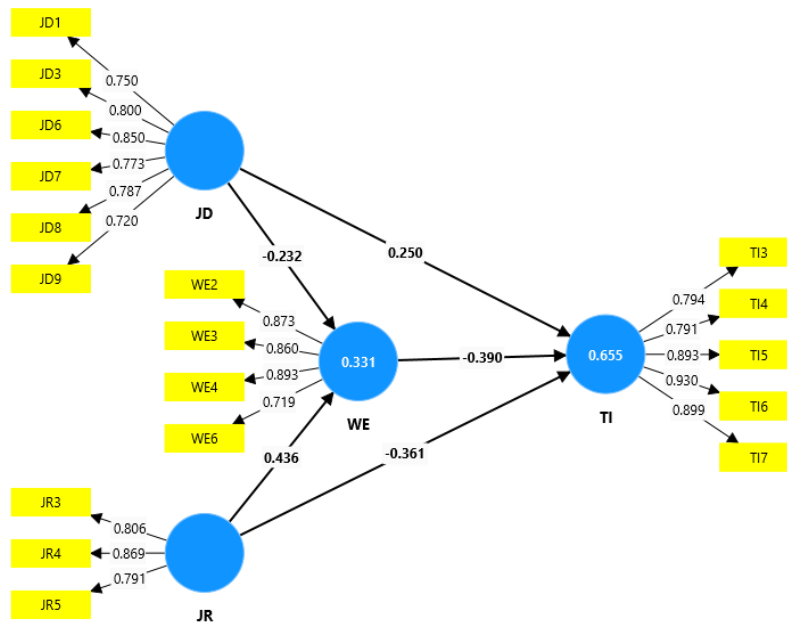 JD1
0.750
JD3
0.800
JD6
0.850
JD7
0.773
JD8
0.787
JD9
0.720
JD
-0.232
0.250
WE2
0.873
WE3
0.860
WE4
0.893
WE6
0.719
0.331
WE
-0.390
0.655
TI
TI3
0.794
TI4
0.791
TI5
0.893
TI6
0.930
TI7
0.899
0.436
-0.361
JR3
0.806
JR4
0.869
JR5
0.791
JR